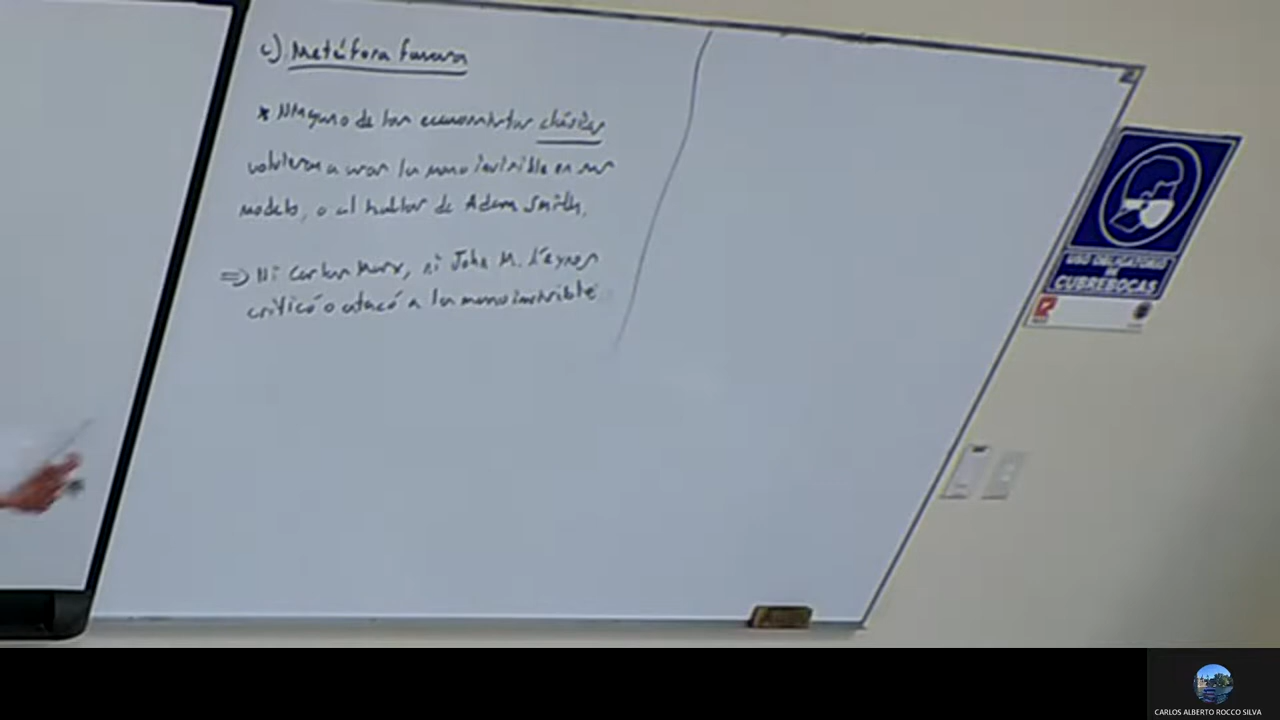 c) Metáfora famosa
* Ninguno de los economistas clásicos
volvieron a usar la mano invisible en sus
modelos, o al hablar de Adam Smith.
⇒ Ni Carlos Marx, ni John M. Keynes
criticó o atacó a la mano invisible
USO OBLIGATORIO
DE
CUBREBOCAS
CARLOS ALBERTO ROCCO SILVA